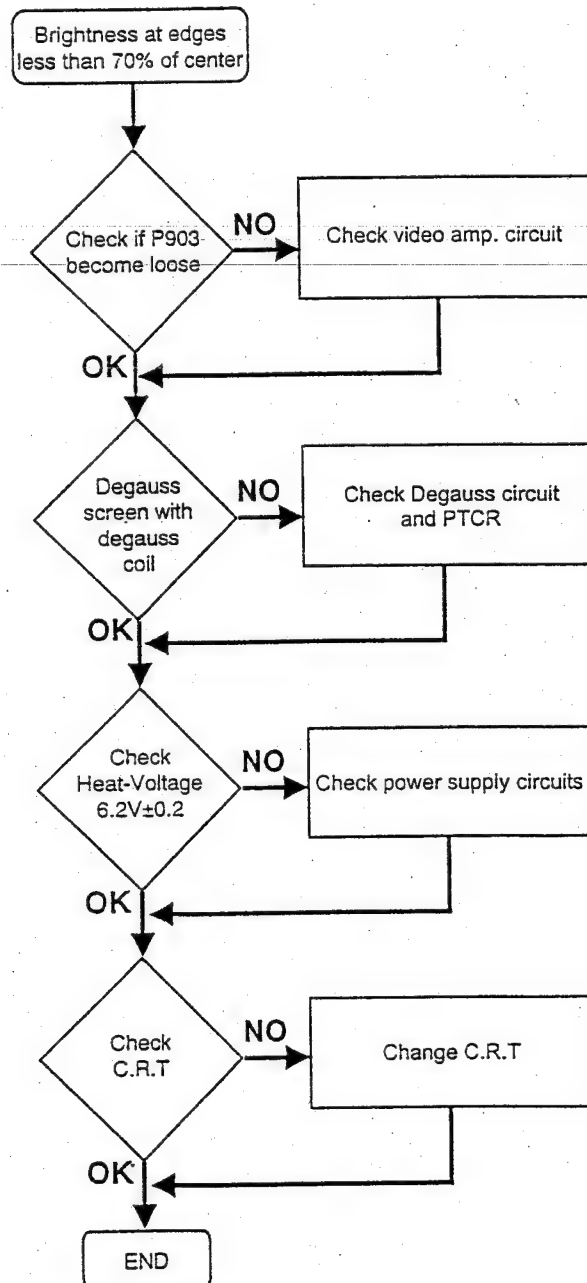 Brightness at edges
less than 70% of center
Check if P903
become loose
NO
Check video amp. circuit
OK
Degauss
screen with
degauss
coil
NO
Check Degauss circuit
and PTCR
OK
Check
Heat-Voltage
6.2V±0.2
NO
Check power supply circuits
OK
Check
C.R.T
NO
Change C.R.T
OK
END